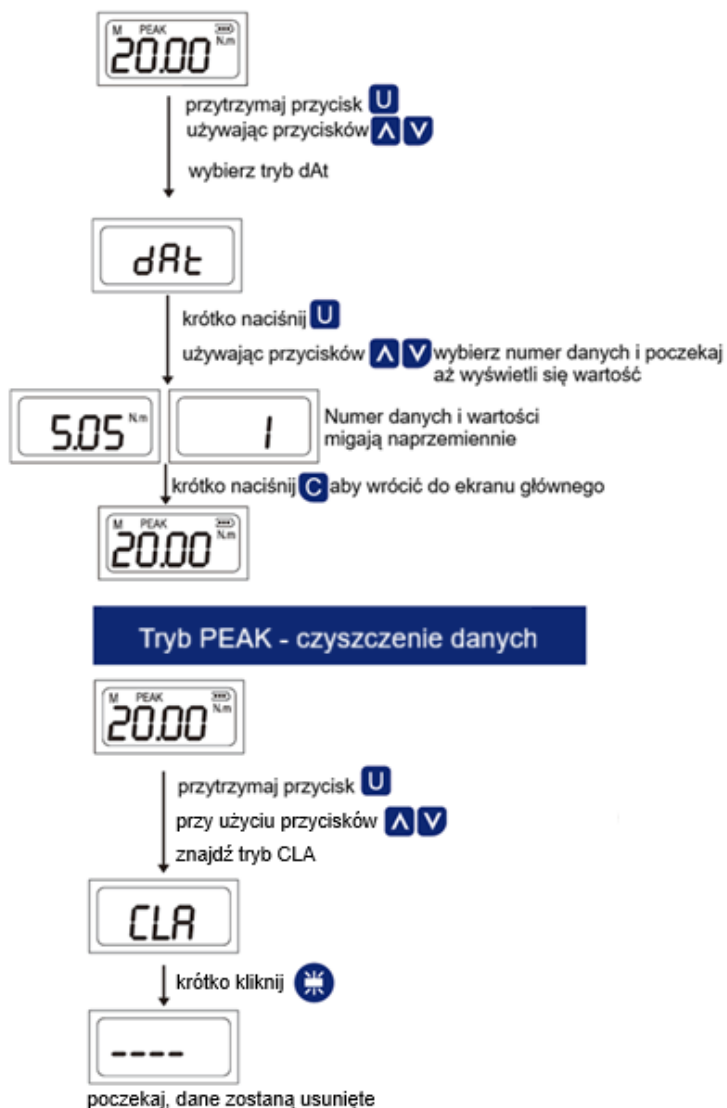 M PEAK
20.00 N.m
przytrzymaj przycisk U
używając przycisków
wybierz tryb dAt
dAt
krótko naciśnij U
używając przycisków wybierz numer danych i poczekaj
aż wyświetli się wartość
5.05 N.m 1 Numer danych i wartości
migają naprzemiennie
krótko naciśnij C aby wrócić do ekranu głównego
M PEAK
20.00 N.m
Tryb PEAK - czyszczenie danych
M PEAK
20.00 N.m
przytrzymaj przycisk U
przy użyciu przycisków
znajdź tryb CLA
CLA
krótko kliknij
----
poczekaj, dane zostaną usunięte